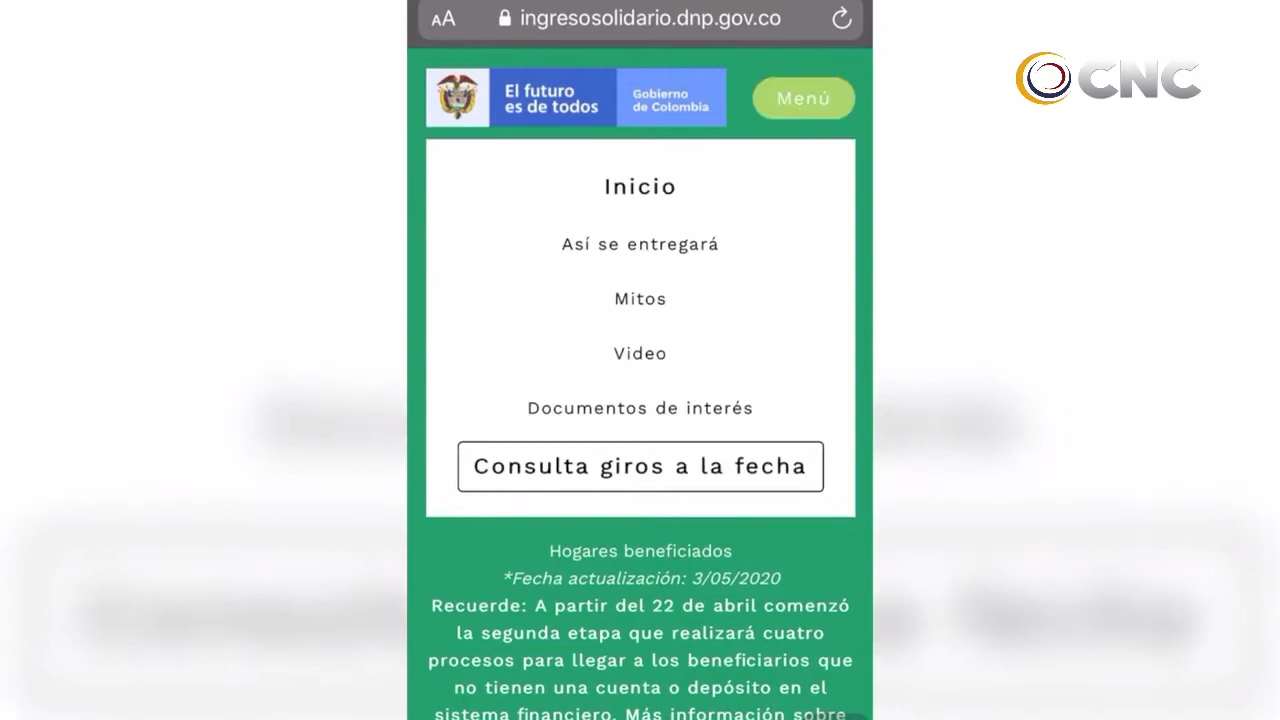 AA ingresosolidario.dnp.gov.co
CNC
El futuro
es de todos
Gobierno
de Colombia
Menú
Inicio
Así se entregará
Mitos
Video
Documentos de interés
Consulta giros a la fecha
Hogares beneficiados
*Fecha actualización: 3/05/2020
Recuerde: A partir del 22 de abril comenzó
la segunda etapa que realizará cuatro
procesos para llegar a los beneficiarios que
no tienen una cuenta o depósito en el
sistema financiero. Más información sobre